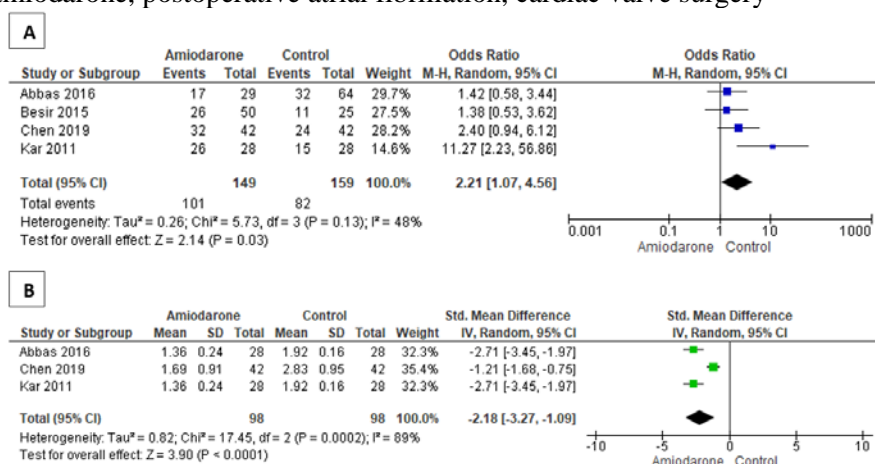 amiodarone, postoperative atrial fibrillation, cardiac valve surgery
A
Amiodarone Control Odds Ratio Odds Ratio
Study or Subgroup Events Total Events Total Weight M-H, Random, 95% CI M-H, Random, 95% CI
Abbas 2016 17 29 32 64 29.7% 1.42 [0.58, 3.44]
Besir 2015 26 50 11 25 27.5% 1.38 [0.53, 3.62]
Chen 2019 32 42 24 42 28.2% 2.40 [0.94, 6.12]
Kar 2011 26 28 15 28 14.6% 11.27 [2.23, 56.86]
Total (95% CI) 149 159 100.0% 2.21 [1.07, 4.56]
Total events 101 82
Heterogeneity: Tau² = 0.26; Chi² = 5.73, df = 3 (P = 0.13); I² = 48%
Test for overall effect: Z = 2.14 (P = 0.03)
0.001 0.1 1 10 1000
Amiodarone Control
B
Amiodarone Control Std. Mean Difference Std. Mean Difference
Study or Subgroup Mean SD Total Mean SD Total Weight IV, Random, 95% CI IV, Random, 95% CI
Abbas 2016 1.36 0.24 28 1.92 0.16 28 32.3% -2.71 [-3.45, -1.97]
Chen 2019 1.69 0.91 42 2.83 0.95 42 35.4% -1.21 [-1.68, -0.75]
Kar 2011 1.36 0.24 28 1.92 0.16 28 32.3% -2.71 [-3.45, -1.97]
Total (95% CI) 98 98 100.0% -2.18 [-3.27, -1.09]
Heterogeneity: Tau² = 0.82; Chi² = 17.45, df = 2 (P = 0.0002); I² = 89%
Test for overall effect: Z = 3.90 (P < 0.0001)
-10 -5 0 5 10
Amiodarone Control